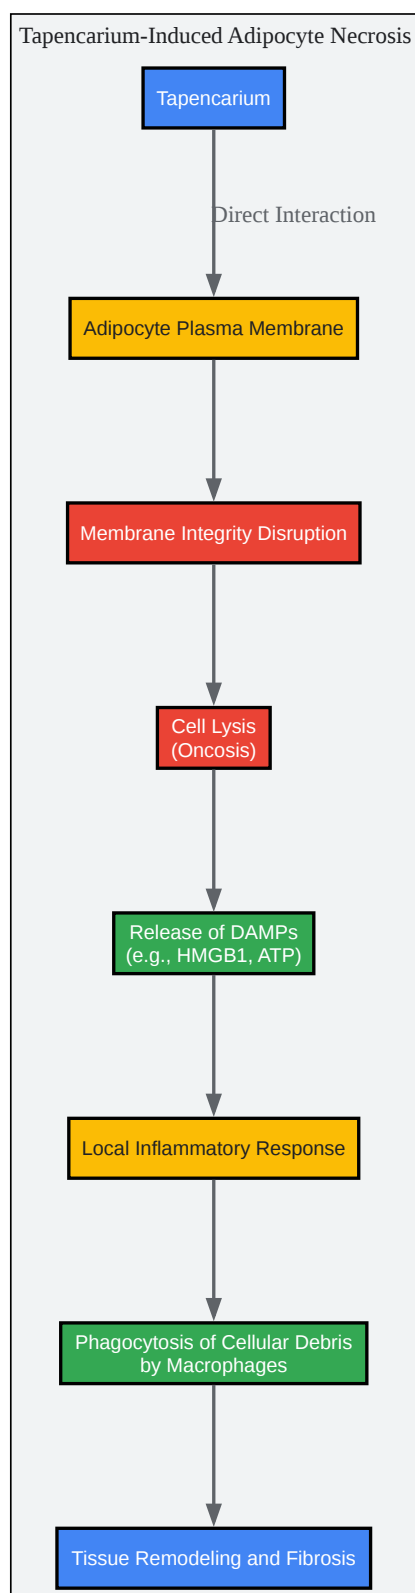 Tapencarium-Induced Adipocyte Necrosis
Tapencarium
Direct Interaction
Adipocyte Plasma Membrane
Membrane Integrity Disruption
Cell Lysis
(Oncosis)
Release of DAMPs
(e.g., HMGB1, ATP)
Local Inflammatory Response
Phagocytosis of Cellular Debris
by Macrophages
Tissue Remodeling and Fibrosis